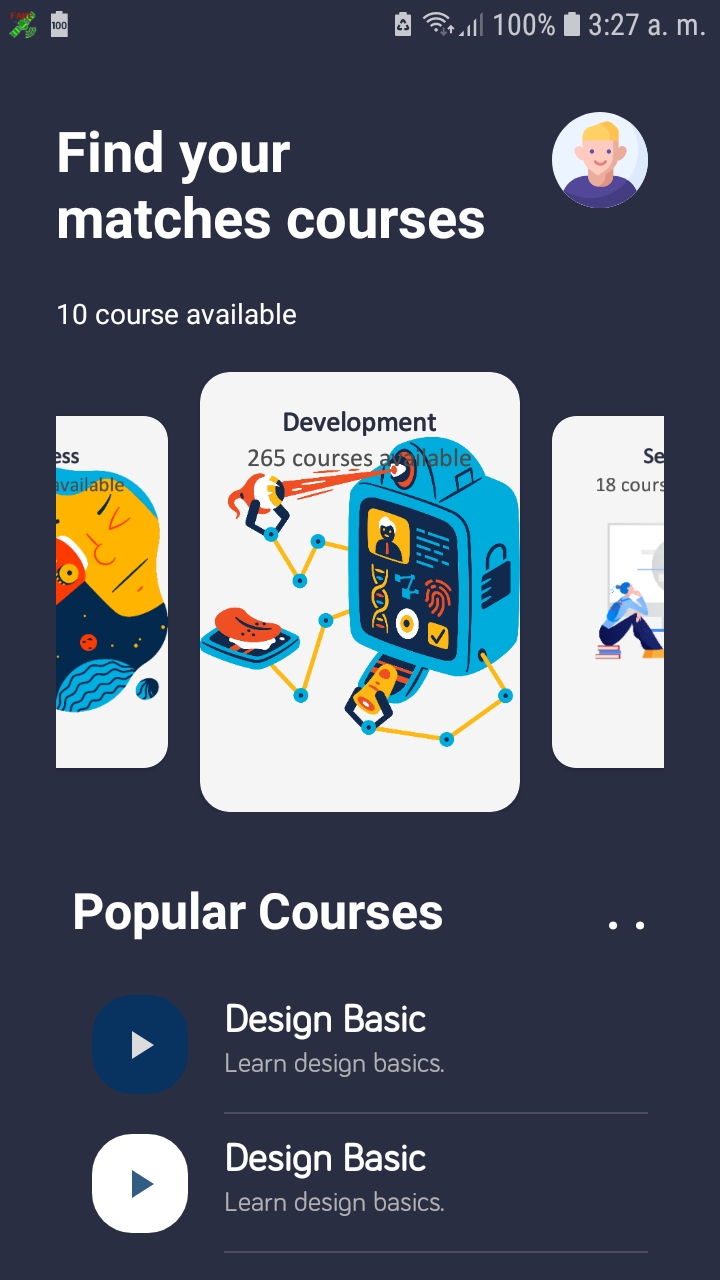 FAKE
100
100% 3:27 a. m.
Find your
matches courses
10 course available
ess
available
Development
265 courses available
Se
18 cours
Popular Courses
. .
Design Basic
Learn design basics.
Design Basic
Learn design basics.